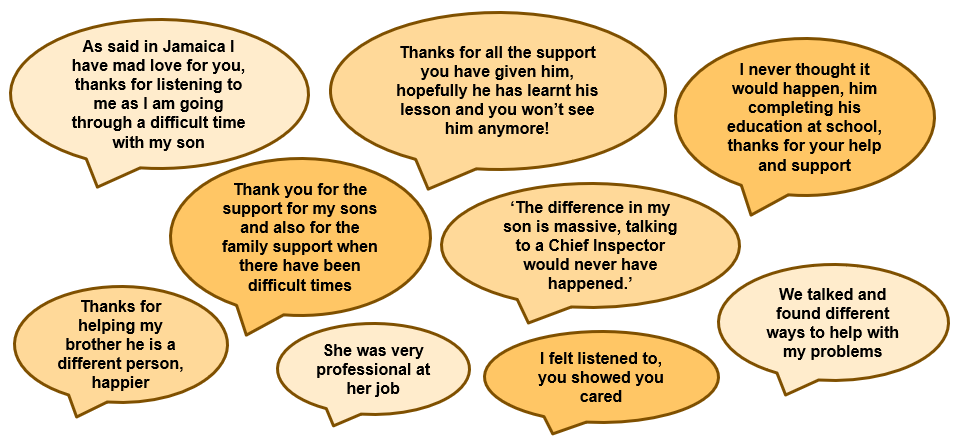 As said in Jamaica I
have mad love for you,
thanks for listening to
me as I am going
through a difficult time
with my son
Thanks for all the support
you have given him,
hopefully he has learnt his
lesson and you won’t see
him anymore!
I never thought it
would happen, him
completing his
education at school,
thanks for your help
and support
Thank you for the
support for my sons
and also for the
family support when
there have been
difficult times
‘The difference in my
son is massive, talking
to a Chief Inspector
would never have
happened.’
Thanks for
helping my
brother he is a
different person,
happier
She was very
professional at
her job
I felt listened to,
you showed you
cared
We talked and
found different
ways to help with
my problems